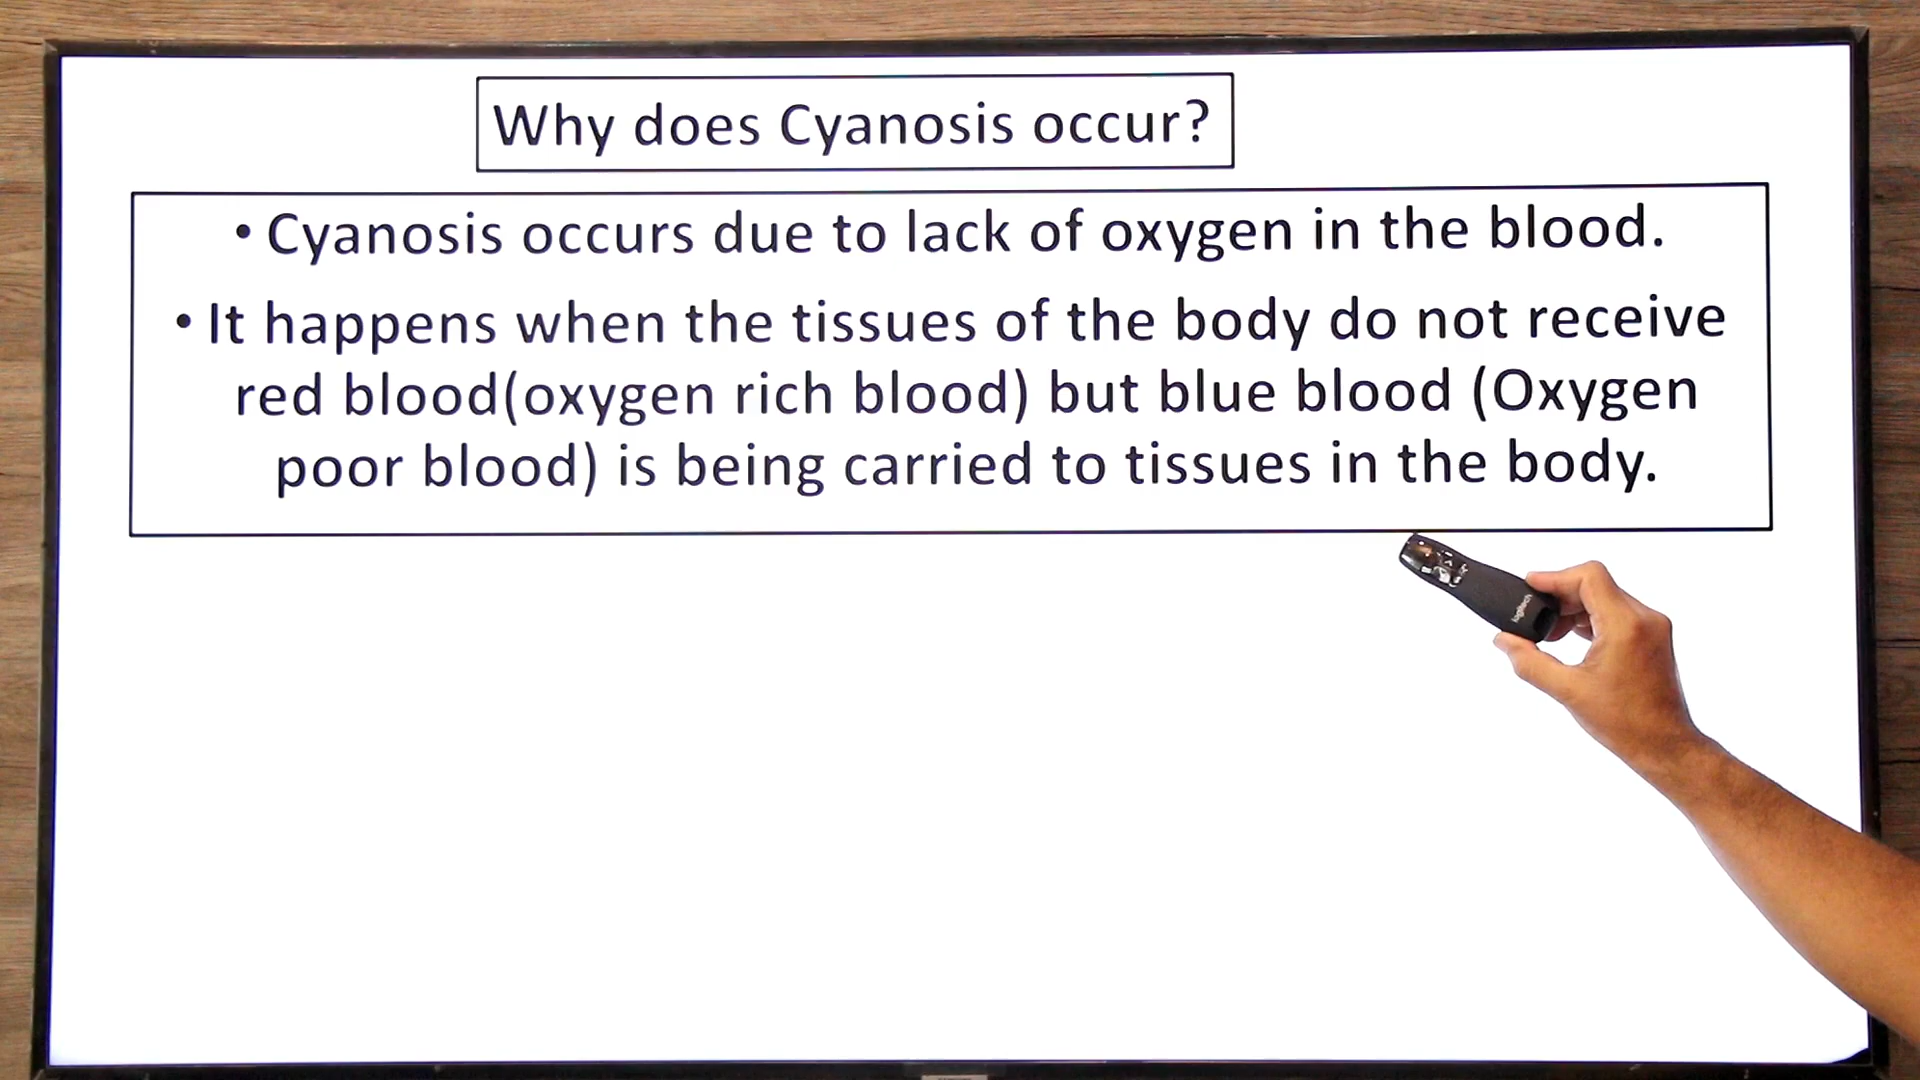 Why does Cyanosis occur?
• Cyanosis occurs due to lack of oxygen in the blood.
• It happens when the tissues of the body do not receive
red blood(oxygen rich blood) but blue blood (Oxygen
poor blood) is being carried to tissues in the body.
logitech